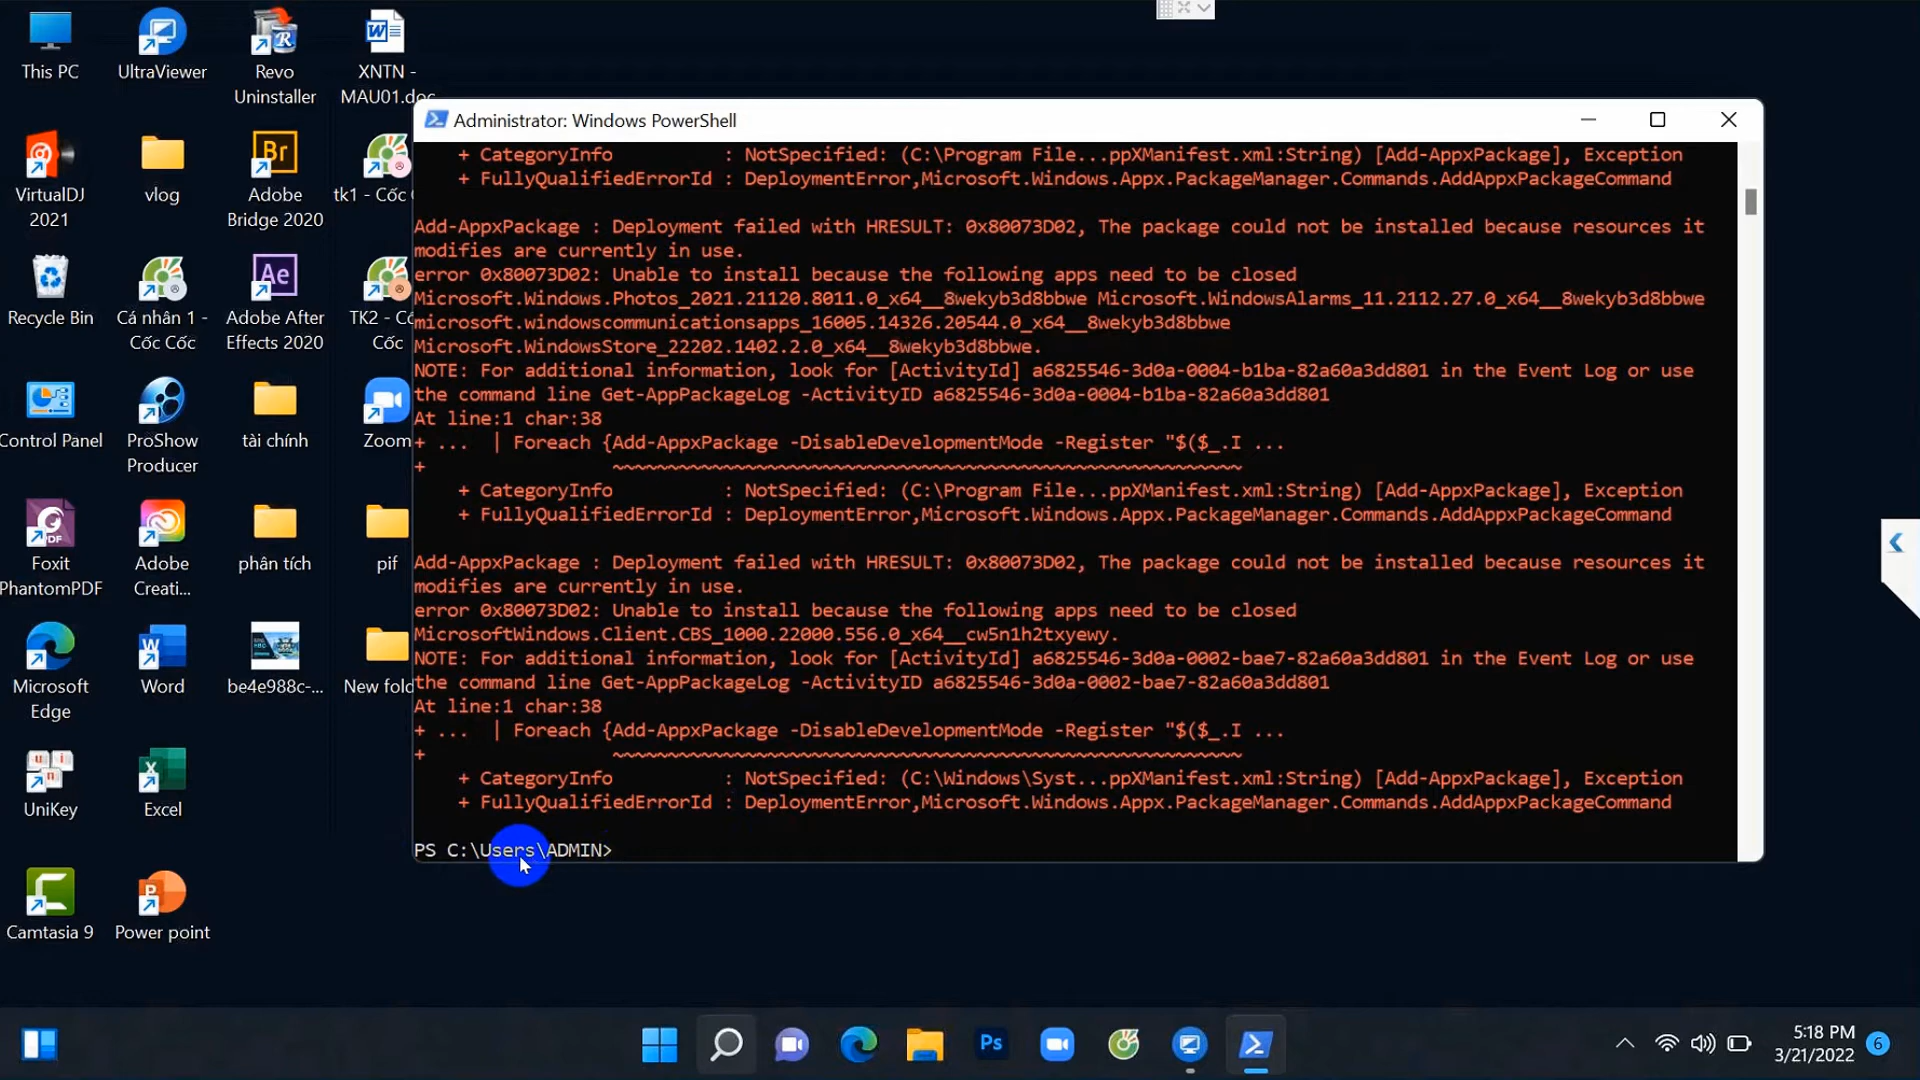 This PC
UltraViewer
Revo
Uninstaller
XNTN -
MAU01.doc
VirtualDJ
2021
vlog
Adobe
Bridge 2020
tk1 - Cốc
Recycle Bin
Cá nhân 1 -
Cốc Cốc
Adobe After
Effects 2020
TK2 - Cố
Cốc
Control Panel
ProShow
Producer
tài chính
Zoom
Foxit
PhantomPDF
Adobe
Creati...
phân tích
pif
Microsoft
Edge
Word
be4e988c-...
New fold
UniKey
Excel
Camtasia 9
Power point
Administrator: Windows PowerShell
+ CategoryInfo : NotSpecified: (C:\Program File...ppXManifest.xml:String) [Add-AppxPackage], Exception
+ FullyQualifiedErrorId : DeploymentError,Microsoft.Windows.Appx.PackageManager.Commands.AddAppxPackageCommand
Add-AppxPackage : Deployment failed with HRESULT: 0x80073D02, The package could not be installed because resources it
modifies are currently in use.
error 0x80073D02: Unable to install because the following apps need to be closed
Microsoft.Windows.Photos_2021.21120.8011.0_x64__8wekyb3d8bbwe Microsoft.WindowsAlarms_11.2112.27.0_x64__8wekyb3d8bbwe
microsoft.windowscommunicationsapps_16005.14326.20544.0_x64__8wekyb3d8bbwe
Microsoft.WindowsStore_22202.1402.2.0_x64__8wekyb3d8bbwe.
NOTE: For additional information, look for [ActivityId] a6825546-3d0a-0004-b1ba-82a60a3dd801 in the Event Log or use
the command line Get-AppPackageLog -ActivityID a6825546-3d0a-0004-b1ba-82a60a3dd801
At line:1 char:38
+ ... | Foreach {Add-AppxPackage -DisableDevelopmentMode -Register "$($_.I ...
+ ~~~~~~~~~~~~~~~~~~~~~~~~~~~~~~~~~~~~~~~~~~~~~~~~~~~~~~~~~
+ CategoryInfo : NotSpecified: (C:\Program File...ppXManifest.xml:String) [Add-AppxPackage], Exception
+ FullyQualifiedErrorId : DeploymentError,Microsoft.Windows.Appx.PackageManager.Commands.AddAppxPackageCommand
Add-AppxPackage : Deployment failed with HRESULT: 0x80073D02, The package could not be installed because resources it
modifies are currently in use.
error 0x80073D02: Unable to install because the following apps need to be closed
MicrosoftWindows.Client.CBS_1000.22000.556.0_x64__cw5n1h2txyewy.
NOTE: For additional information, look for [ActivityId] a6825546-3d0a-0002-bae7-82a60a3dd801 in the Event Log or use
the command line Get-AppPackageLog -ActivityID a6825546-3d0a-0002-bae7-82a60a3dd801
At line:1 char:38
+ ... | Foreach {Add-AppxPackage -DisableDevelopmentMode -Register "$($_.I ...
+ ~~~~~~~~~~~~~~~~~~~~~~~~~~~~~~~~~~~~~~~~~~~~~~~~~~~~~~~~~
+ CategoryInfo : NotSpecified: (C:\Windows\Syst...ppXManifest.xml:String) [Add-AppxPackage], Exception
+ FullyQualifiedErrorId : DeploymentError,Microsoft.Windows.Appx.PackageManager.Commands.AddAppxPackageCommand
PS C:\Users\ADMIN>
5:18 PM
3/21/2022
6